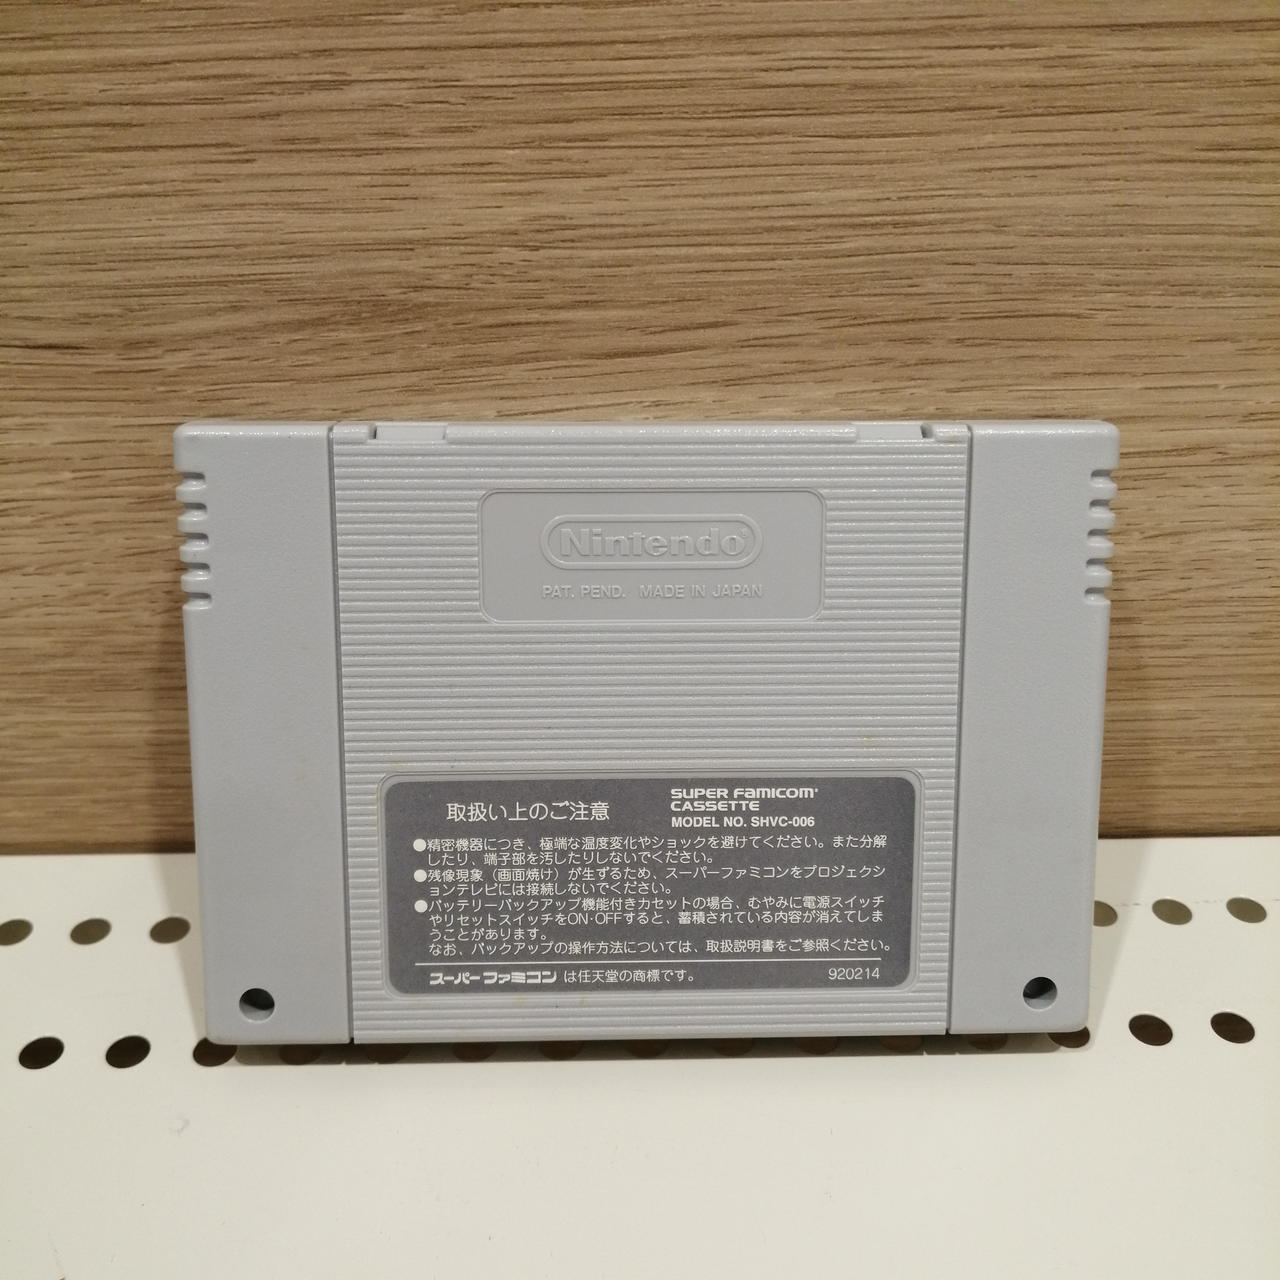 Nintendo®
PAT. PEND. MADE IN JAPAN
取扱い上のご注意
SUPER FAMICOM®
CASSETTE
MODEL NO. SHVC-006
●精密機器につき、極端な温度変化やショックを避けてください。また分解
したり、端子部を汚したりしないでください。
●残像現象（画面焼け）が生ずるため、スーパーファミコンをプロジェクシ
ョンテレビには接続しないでください。
●バッテリーバックアップ機能付きカセットの場合、むやみに電源スイッチ
やリセットスイッチをON・OFFすると、蓄積されている内容が消えてしま
うことがあります。
なお、バックアップの操作方法については、取扱説明書をご参照ください。
スーパーファミコン は任天堂の商標です。 920214